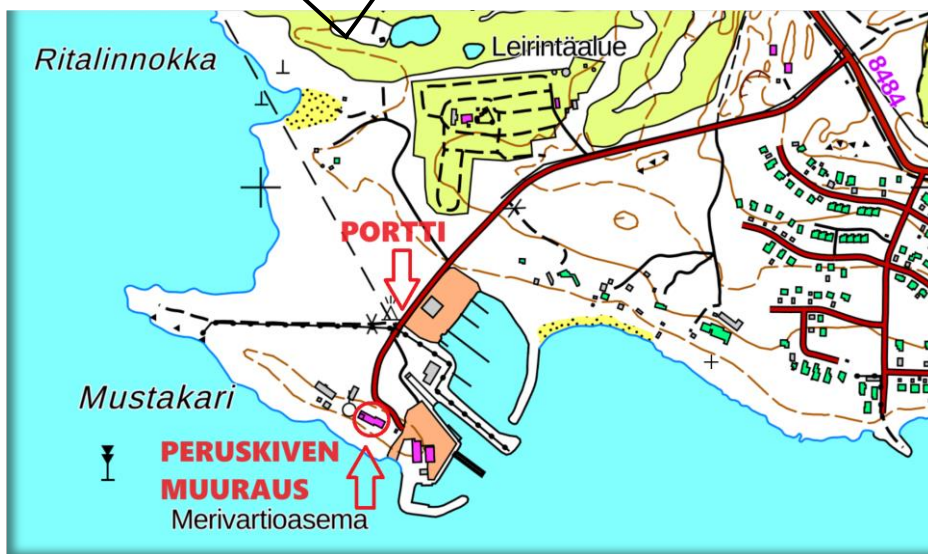 Ritalinnokka
Leirintäalue
8484
PORTTI
Mustakari
PERUSKIVEN
MUURAUS
Merivartioasema